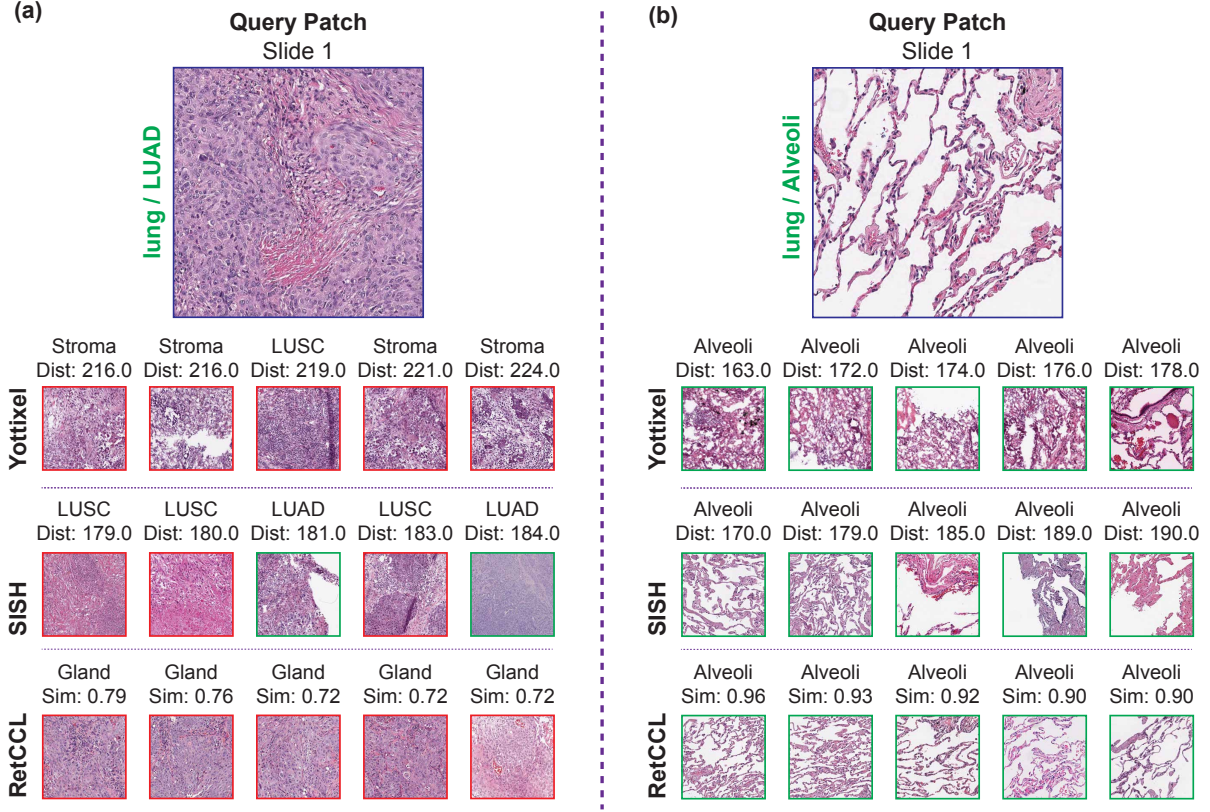 (a)
Query Patch
Slide 1
lung / LUAD
Yottixel
Stroma Stroma LUSC Stroma Stroma
Dist: 216.0 Dist: 216.0 Dist: 219.0 Dist: 221.0 Dist: 224.0
SISH
LUSC LUSC LUAD LUSC LUAD
Dist: 179.0 Dist: 180.0 Dist: 181.0 Dist: 183.0 Dist: 184.0
RetCCL
Gland Gland Gland Gland Gland
Sim: 0.79 Sim: 0.76 Sim: 0.72 Sim: 0.72 Sim: 0.72
(b)
Query Patch
Slide 1
lung / Alveoli
Yottixel
Alveoli Alveoli Alveoli Alveoli Alveoli
Dist: 163.0 Dist: 172.0 Dist: 174.0 Dist: 176.0 Dist: 178.0
SISH
Alveoli Alveoli Alveoli Alveoli Alveoli
Dist: 170.0 Dist: 179.0 Dist: 185.0 Dist: 189.0 Dist: 190.0
RetCCL
Alveoli Alveoli Alveoli Alveoli Alveoli
Sim: 0.96 Sim: 0.93 Sim: 0.92 Sim: 0.90 Sim: 0.90